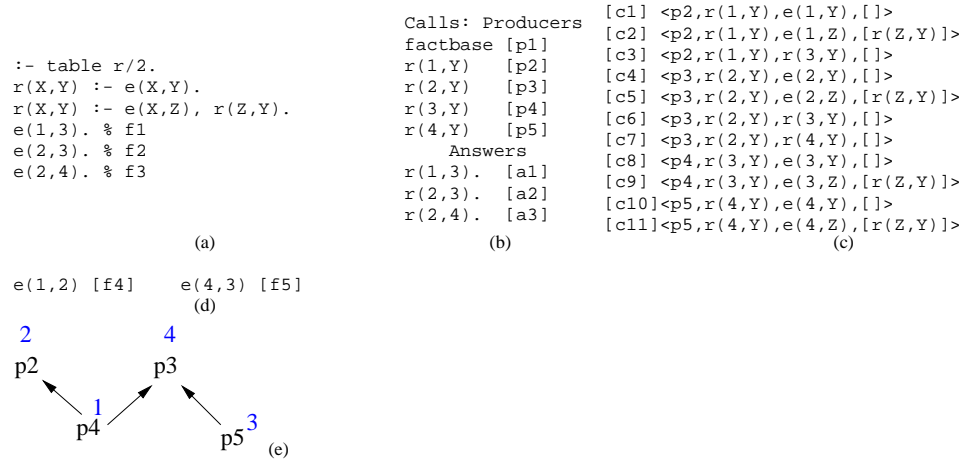 :- table r/2.
r(X,Y) :- e(X,Y).
r(X,Y) :- e(X,Z), r(Z,Y).
e(1,3). % f1
e(2,3). % f2
e(2,4). % f3
(a)
Calls: Producers
factbase [p1]
r(1,Y) [p2]
r(2,Y) [p3]
r(3,Y) [p4]
r(4,Y) [p5]
Answers
r(1,3). [a1]
r(2,3). [a2]
r(2,4). [a3]
(b)
[c1] <p2,r(1,Y),e(1,Y),[]>
[c2] <p2,r(1,Y),e(1,Z),[r(Z,Y)]>
[c3] <p2,r(1,Y),r(3,Y),[]>
[c4] <p3,r(2,Y),e(2,Y),[]>
[c5] <p3,r(2,Y),e(2,Z),[r(Z,Y)]>
[c6] <p3,r(2,Y),r(3,Y),[]>
[c7] <p3,r(2,Y),r(4,Y),[]>
[c8] <p4,r(3,Y),e(3,Y),[]>
[c9] <p4,r(3,Y),e(3,Z),[r(Z,Y)]>
[c10]<p5,r(4,Y),e(4,Y),[]>
[c11]<p5,r(4,Y),e(4,Z),[r(Z,Y)]>
(c)
e(1,2) [f4] e(4,3) [f5]
(d)
2 4
p2 p3
1
p4
3
p5
(e)